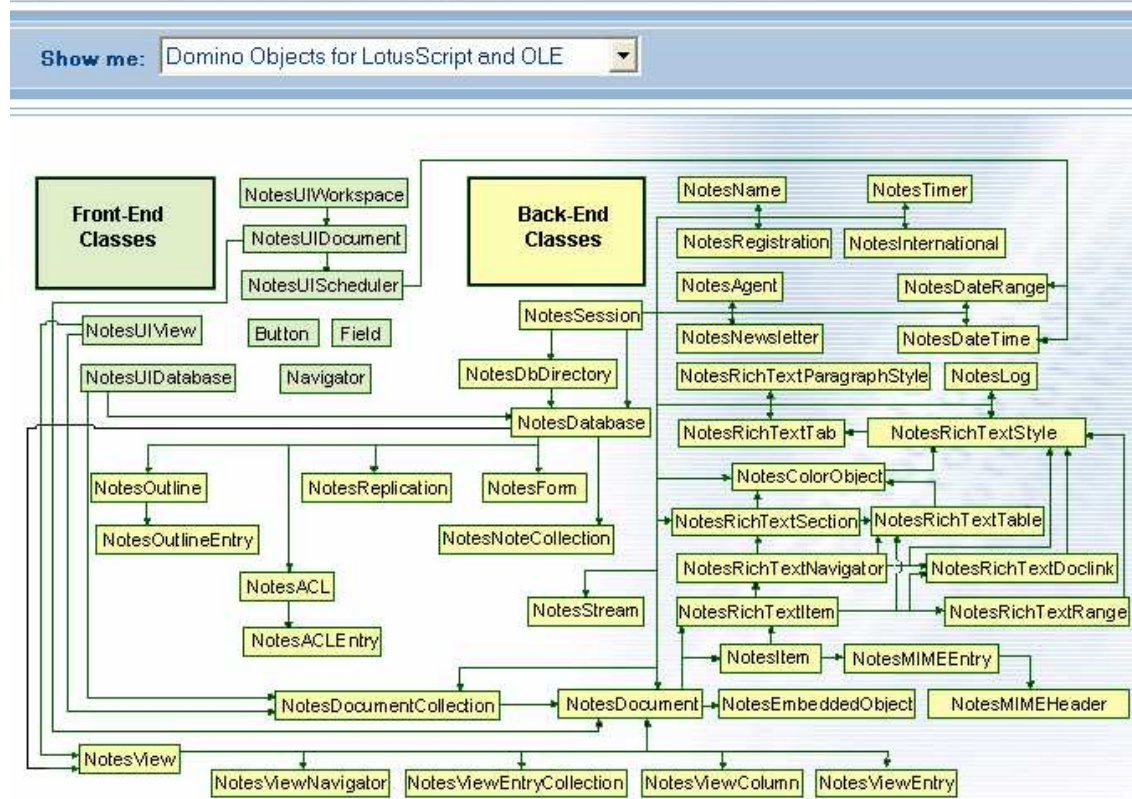 Show me: Domino Objects for LotusScript and OLE
Front-End
Classes
NotesUIWorkspace
NotesUIDocument
NotesUIScheduler
NotesUIView
Button
Field
NotesUIDatabase
Navigator
Back-End
Classes
NotesName
NotesTimer
NotesRegistration
NotesInternational
NotesAgent
NotesDateRange
NotesSession
NotesNewsletter
NotesDateTime
NotesDbDirectory
NotesRichTextParagraphStyle
NotesLog
NotesDatabase
NotesRichTextTab
NotesRichTextStyle
NotesOutline
NotesReplication
NotesForm
NotesColorObject
NotesOutlineEntry
NotesNoteCollection
NotesRichTextSection
NotesRichTextTable
NotesACL
NotesRichTextNavigator
NotesRichTextDoclink
NotesStream
NotesRichTextItem
NotesRichTextRange
NotesACLEntry
NotesItem
NotesMIMEEntry
NotesDocumentCollection
NotesDocument
NotesEmbeddedObject
NotesMIMEHeader
NotesView
NotesViewNavigator
NotesViewEntryCollection
NotesViewColumn
NotesViewEntry